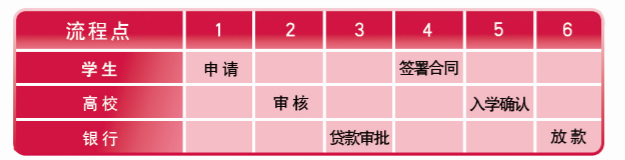 流程点 1 2 3 4 5 6
学生 申请 签署合同
高校 审核 入学确认
银行 贷款审批 放款